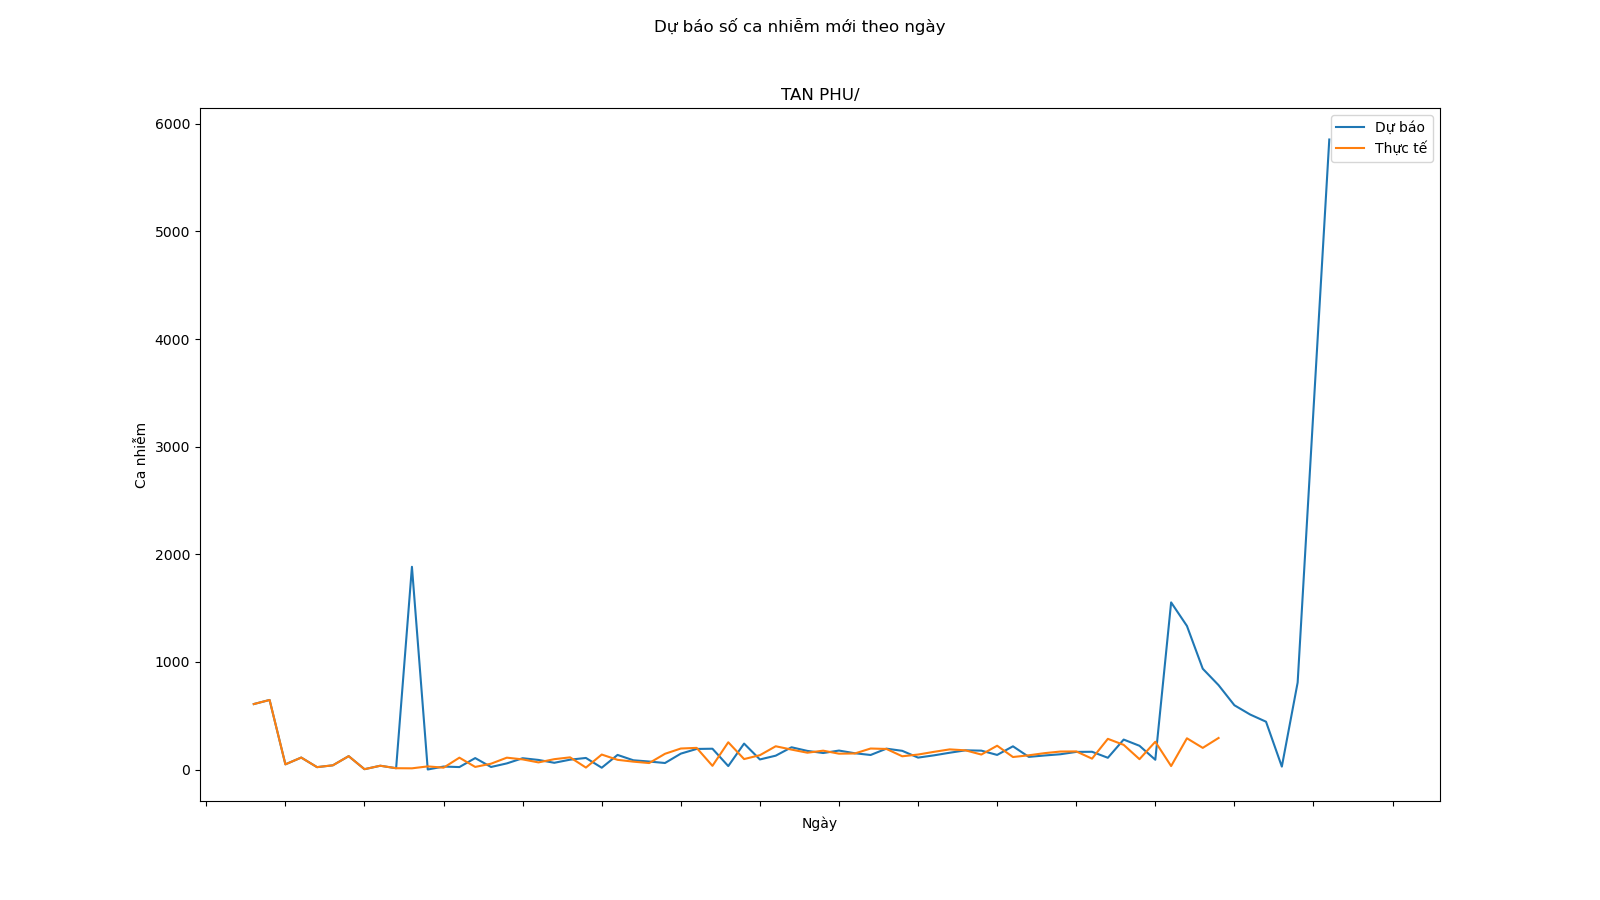 Dự báo số ca nhiễm mới theo ngày
TAN PHU/
6000
5000
4000
3000
2000
1000
0
Ca nhiễm
Dự báo
Thực tế
Ngày